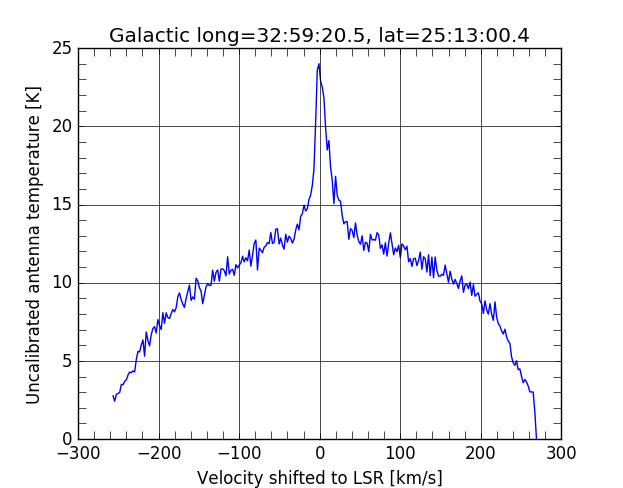 Galactic long=32:59:20.5, lat=25:13:00.4
Uncalibrated antenna temperature [K]
25
20
15
10
5
0
−300 −200 −100 0 100 200 300
Velocity shifted to LSR [km/s]